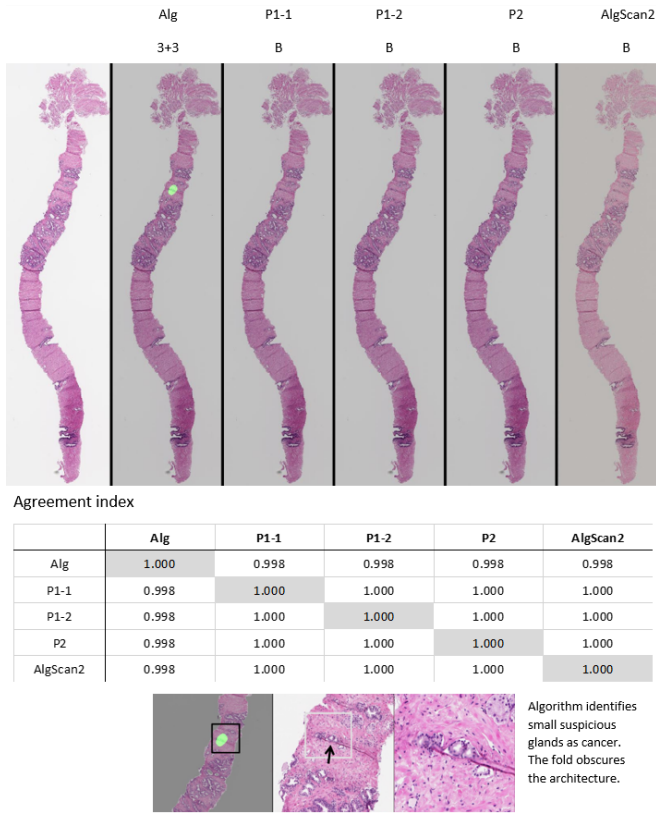 Alg P1-1 P1-2 P2 AlgScan2
3+3 B B B B
Agreement index
Alg P1-1 P1-2 P2 AlgScan2
Alg 1.000 0.998 0.998 0.998 0.998
P1-1 0.998 1.000 1.000 1.000 1.000
P1-2 0.998 1.000 1.000 1.000 1.000
P2 0.998 1.000 1.000 1.000 1.000
AlgScan2 0.998 1.000 1.000 1.000 1.000
Algorithm identifies
small suspicious
glands as cancer.
The fold obscures
the architecture.